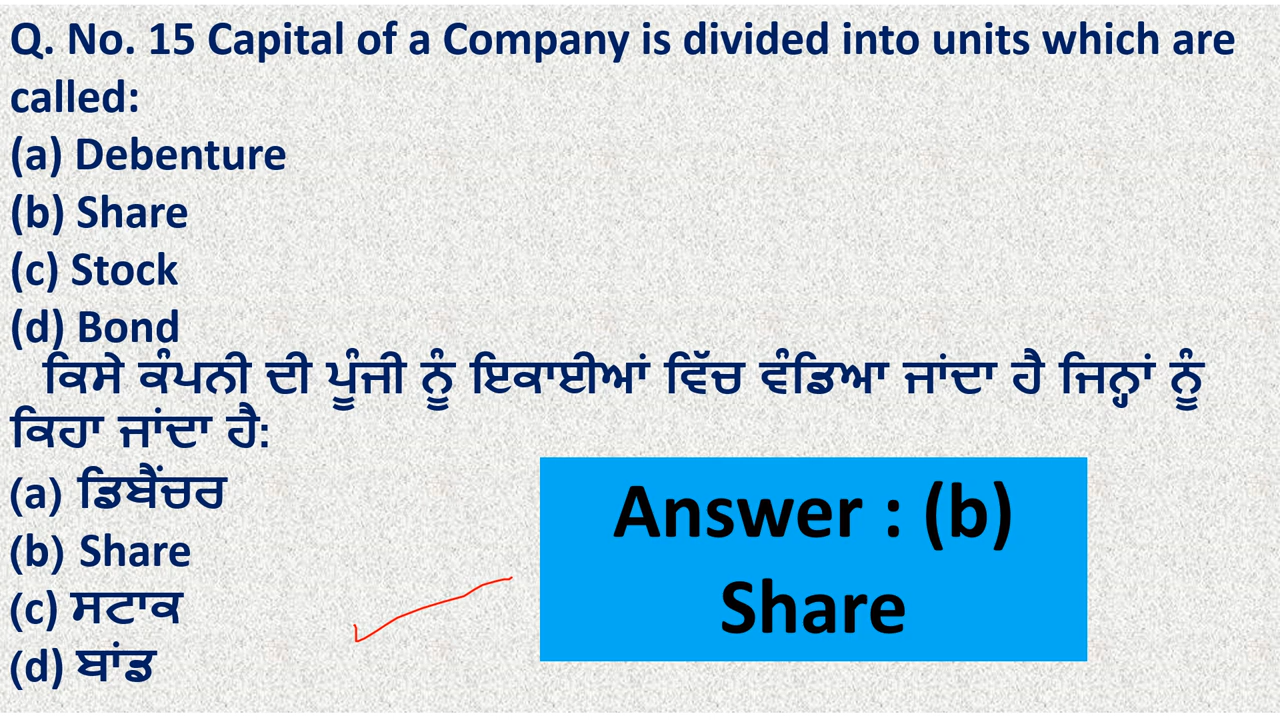 Q. No. 15 Capital of a Company is divided into units which are
called:
(a) Debenture
(b) Share
(c) Stock
(d) Bond
ਕਿਸੇ ਕੰਪਨੀ ਦੀ ਪੂੰਜੀ ਨੂੰ ਇਕਾਈਆਂ ਵਿੱਚ ਵੰਡਿਆ ਜਾਂਦਾ ਹੈ ਜਿਨ੍ਹਾਂ ਨੂੰ
ਕਿਹਾ ਜਾਂਦਾ ਹੈ:
(a) ਡਿਬੈਂਚਰ
(b) Share
(c) ਸਟਾਕ
(d) ਬਾਂਡ
Answer : (b)
Share